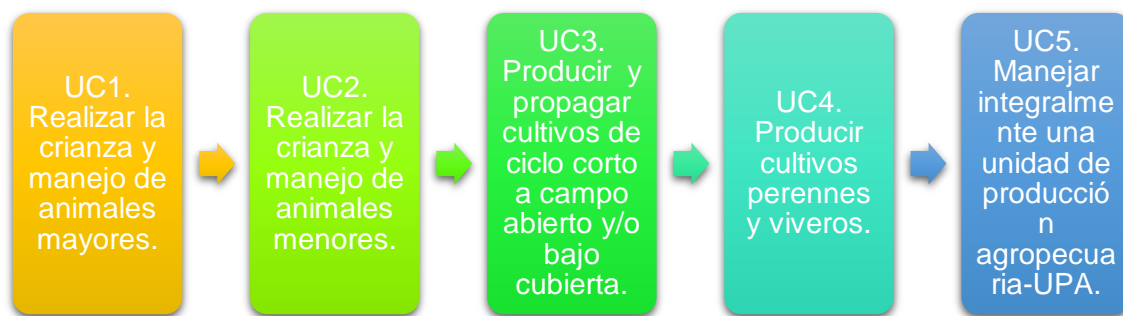 UC1.
Realizar la
crianza y
manejo de
animales
mayores.
UC2.
Realizar la
crianza y
manejo de
animales
menores.
UC3.
Producir y
propagar
cultivos de
ciclo corto
a campo
abierto y/o
bajo
cubierta.
UC4.
Producir
cultivos
perennes
y viveros.
UC5.
Manejar
integralme
nte una
unidad de
producció
n
agropecua
ria-UPA.